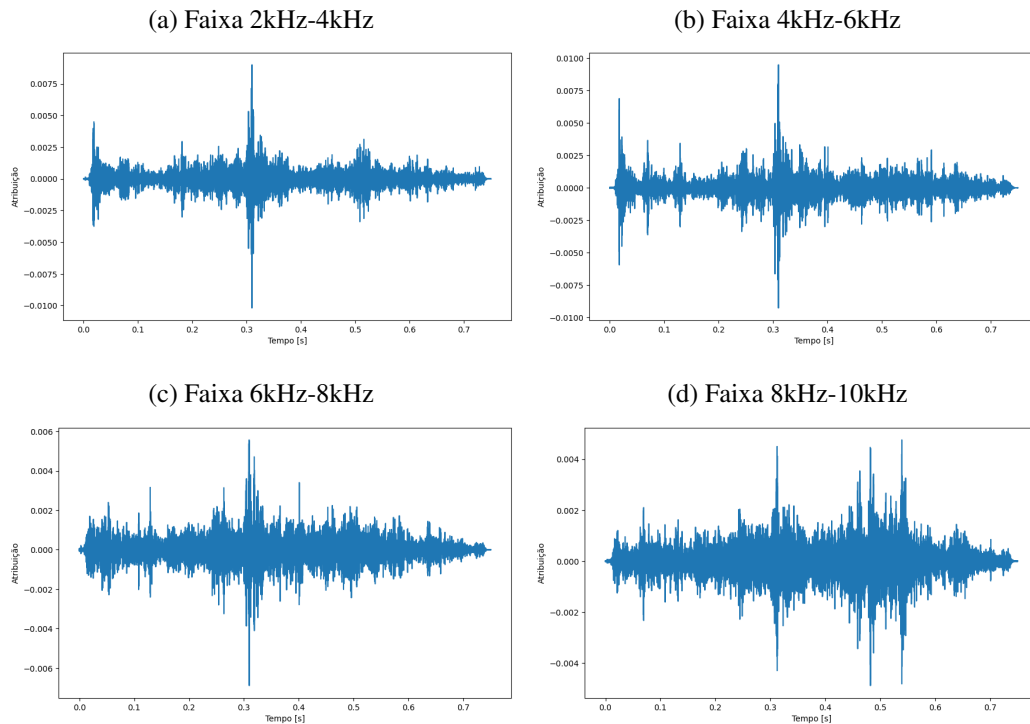 (a) Faixa 2kHz-4kHz
0.0075
0.0050
0.0025
0.0000
−0.0025
−0.0050
−0.0075
−0.0100
Atribuição
0.0 0.1 0.2 0.3 0.4 0.5 0.6 0.7
Tempo [s]
(b) Faixa 4kHz-6kHz
0.0100
0.0075
0.0050
0.0025
0.0000
−0.0025
−0.0050
−0.0075
−0.0100
Atribuição
0.0 0.1 0.2 0.3 0.4 0.5 0.6 0.7
Tempo [s]
(c) Faixa 6kHz-8kHz
0.006
0.004
0.002
0.000
−0.002
−0.004
−0.006
Atribuição
0.0 0.1 0.2 0.3 0.4 0.5 0.6 0.7
Tempo [s]
(d) Faixa 8kHz-10kHz
0.004
0.002
0.000
−0.002
−0.004
Atribuição
0.0 0.1 0.2 0.3 0.4 0.5 0.6 0.7
Tempo [s]